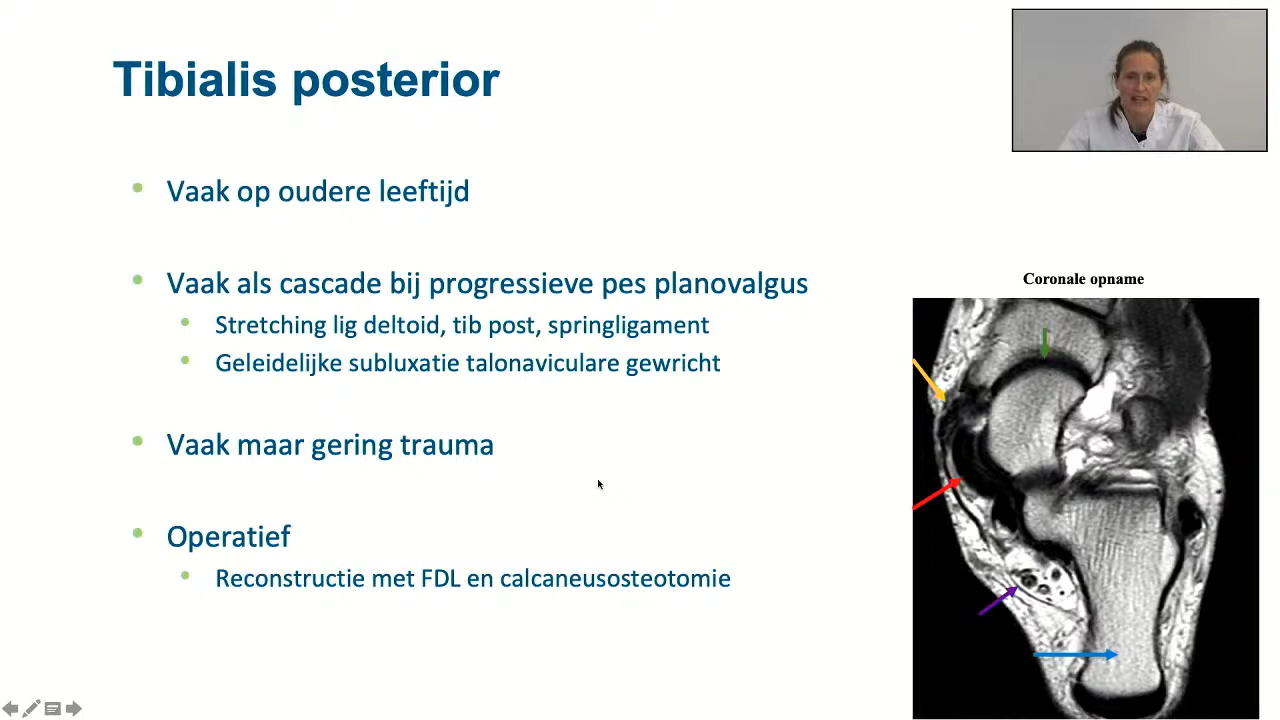 Tibialis posterior
Vaak op oudere leeftijd
Vaak als cascade bij progressieve pes planovalgus
Stretching lig deltoid, tib post, springligament
Geleidelijke subluxatie talonaviculare gewricht
Vaak maar gering trauma
Operatief
Reconstructie met FDL en calcaneusosteotomie
Coronale opname